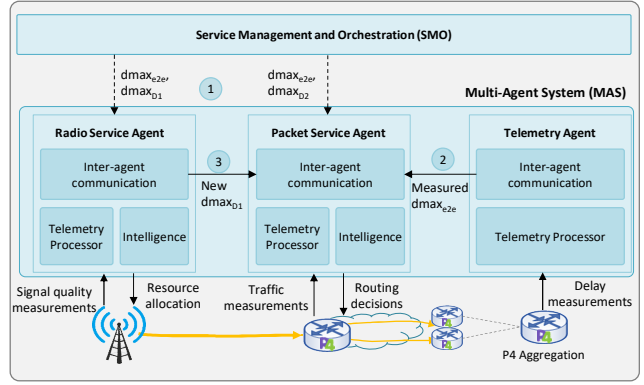 Service Management and Orchestration (SMO)
dmaxe2e,
dmaxD1
1
dmaxe2e,
dmaxD2
Multi-Agent System (MAS)
Radio Service Agent
Packet Service Agent
Telemetry Agent
Inter-agent
communication
3
New
dmaxD1
Inter-agent
communication
2
Measured
dmaxe2e
Inter-agent
communication
Telemetry
Processor
Intelligence
Telemetry
Processor
Intelligence
Telemetry Processor
Signal quality
measurements
Resource
allocation
Traffic
measurements
Routing
decisions
Delay
measurements
P4
P4
P4
P4
P4 Aggregation